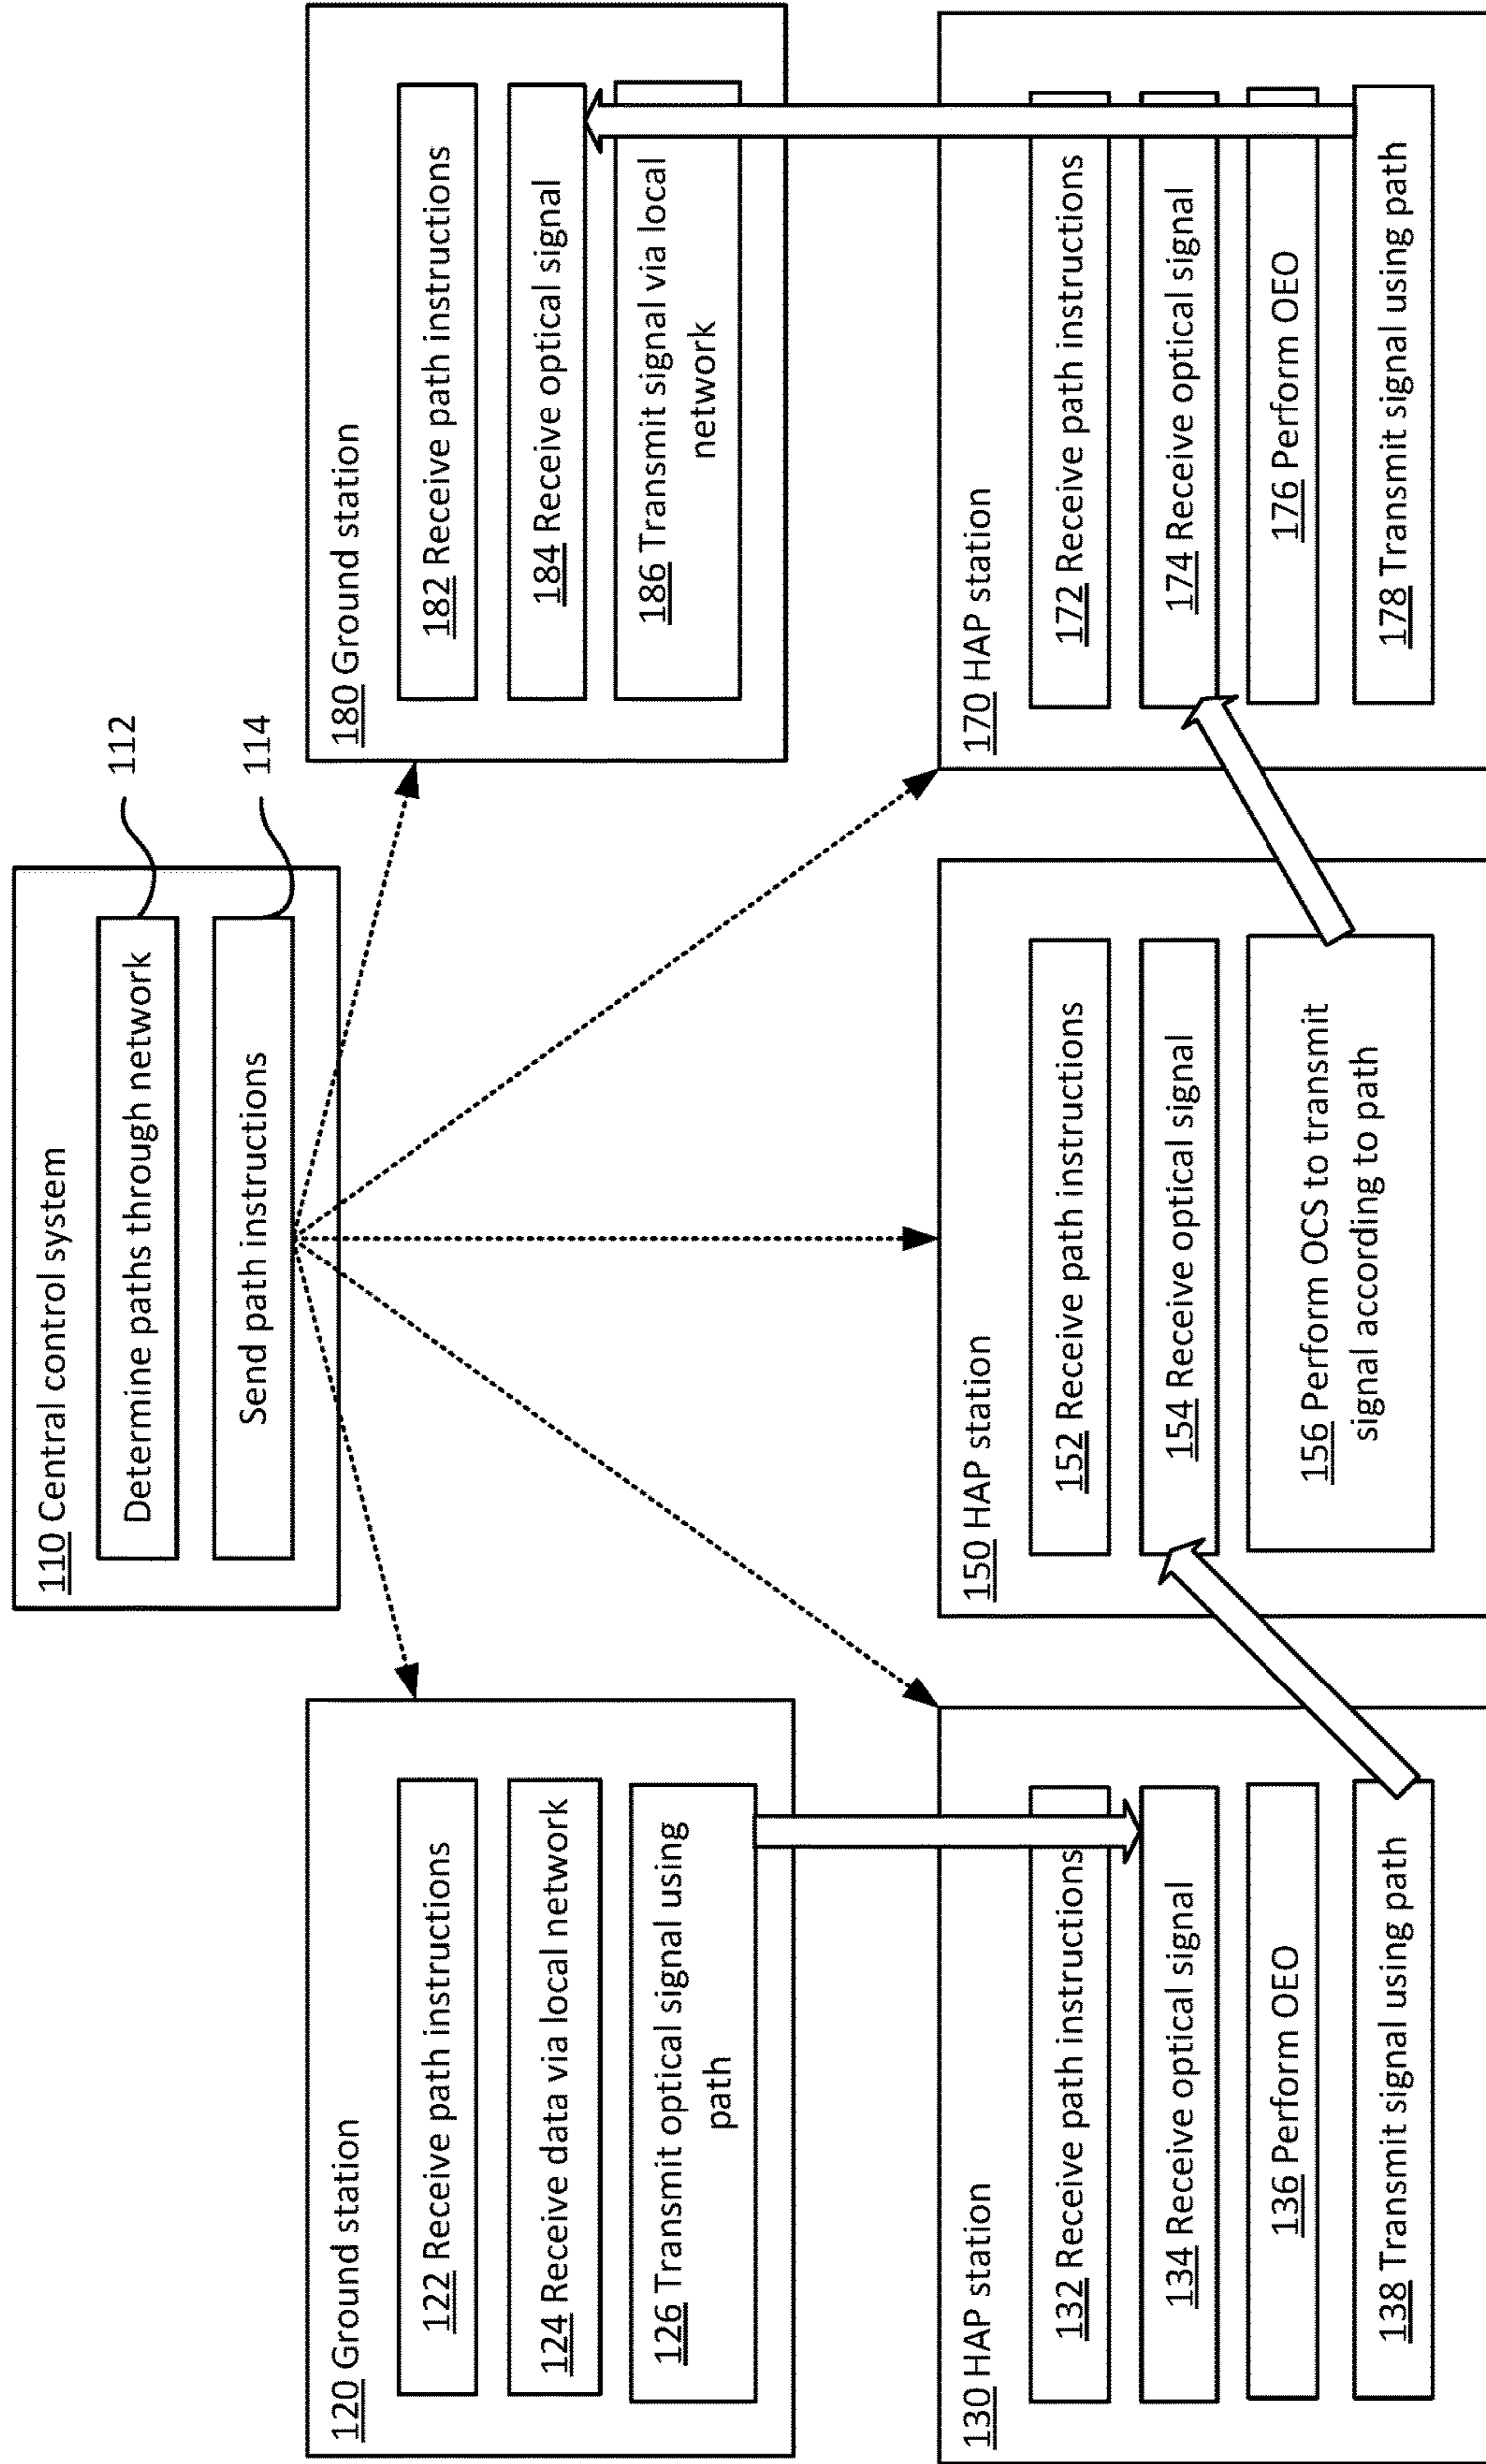 110 Central control system
Determine paths through network
112
Send path instructions
114
120 Ground station
122 Receive path instructions
124 Receive data via local network
126 Transmit optical signal using
path
180 Ground station
182 Receive path instructions
184 Receive optical signal
186 Transmit signal via local
network
130 HAP station
132 Receive path instructions
134 Receive optical signal
136 Perform OEO
138 Transmit signal using path
150 HAP station
152 Receive path instructions
154 Receive optical signal
156 Perform OCS to transmit
signal according to path
170 HAP station
172 Receive path instructions
174 Receive optical signal
176 Perform OEO
178 Transmit signal using path